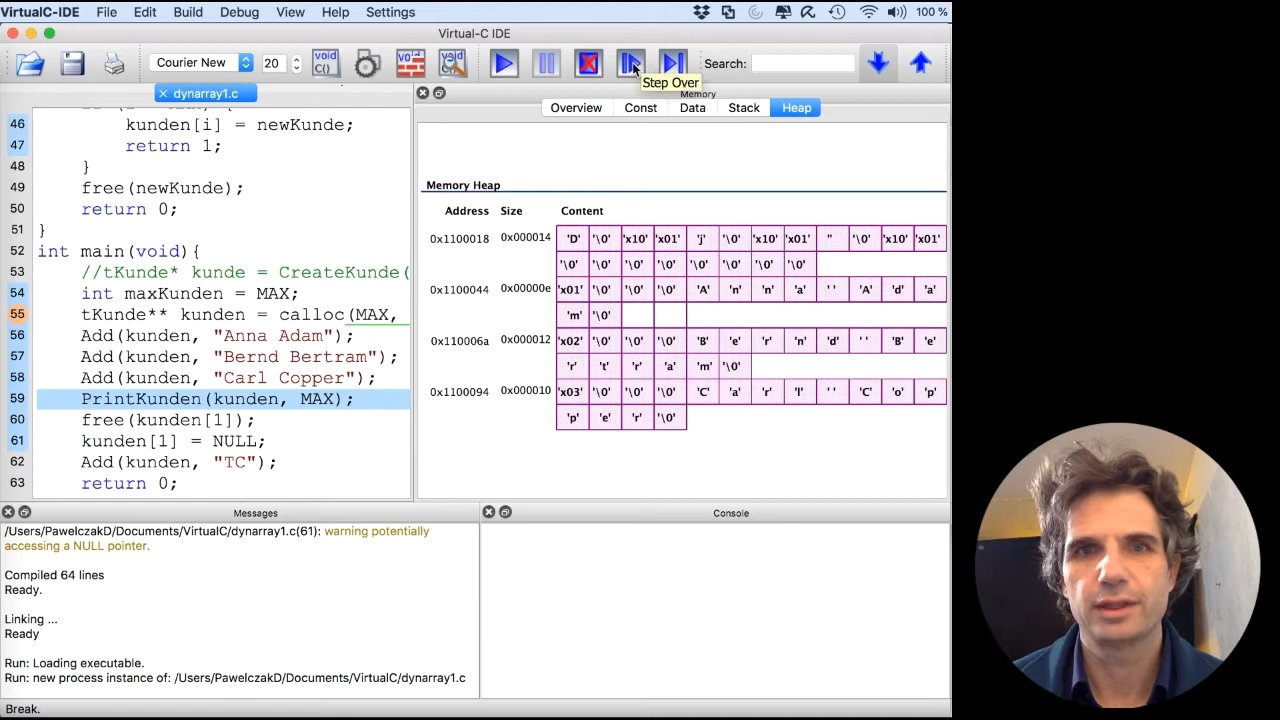 VirtualC-IDE File Edit Build Debug View Window Help Settings 100 %
Virtual-C IDE
Courier New 20 void C() void void C() Search:
Step Over
dynarray1.c
Memory
Overview Const Data Stack Heap
46 kunden[i] = newKunde;
47 return 1;
48 }
49 free(newKunde);
50 return 0;
51 }
52 int main(void){
53 //tKunde* kunde = CreateKunde(
54 int maxKunden = MAX;
55 tKunde** kunden = calloc(MAX,
56 Add(kunden, "Anna Adam");
57 Add(kunden, "Bernd Bertram");
58 Add(kunden, "Carl Copper");
59 PrintKunden(kunden, MAX);
60 free(kunden[1]);
61 kunden[1] = NULL;
62 Add(kunden, "TC");
63 return 0;
Memory Heap
Address Size Content
0x1100018 0x000014 'D' '\0' 'x10' 'x01' 'j' '\0' 'x10' 'x01' '' '\0' 'x10' 'x01'
'\0' '\0' '\0' '\0' '\0' '\0' '\0' '\0'
0x1100044 0x00000e 'x01' '\0' '\0' '\0' 'A' 'n' 'n' 'a' ' ' 'A' 'd' 'a'
'm' '\0'
0x110006a 0x000012 'x02' '\0' '\0' '\0' 'B' 'e' 'r' 'n' 'd' ' ' 'B' 'e'
'r' 't' 'r' 'a' 'm' '\0'
0x1100094 0x000010 'x03' '\0' '\0' '\0' 'C' 'a' 'r' 'l' ' ' 'C' 'o' 'p'
'p' 'e' 'r' '\0'
Messages
/Users/PawelczakD/Documents/VirtualC/dynarray1.c(61): warning potentially
accessing a NULL pointer.
Compiled 64 lines
Ready.
Linking ...
Ready
Run: Loading executable.
Run: new process instance of: /Users/PawelczakD/Documents/VirtualC/dynarray1.c
Console
Break.